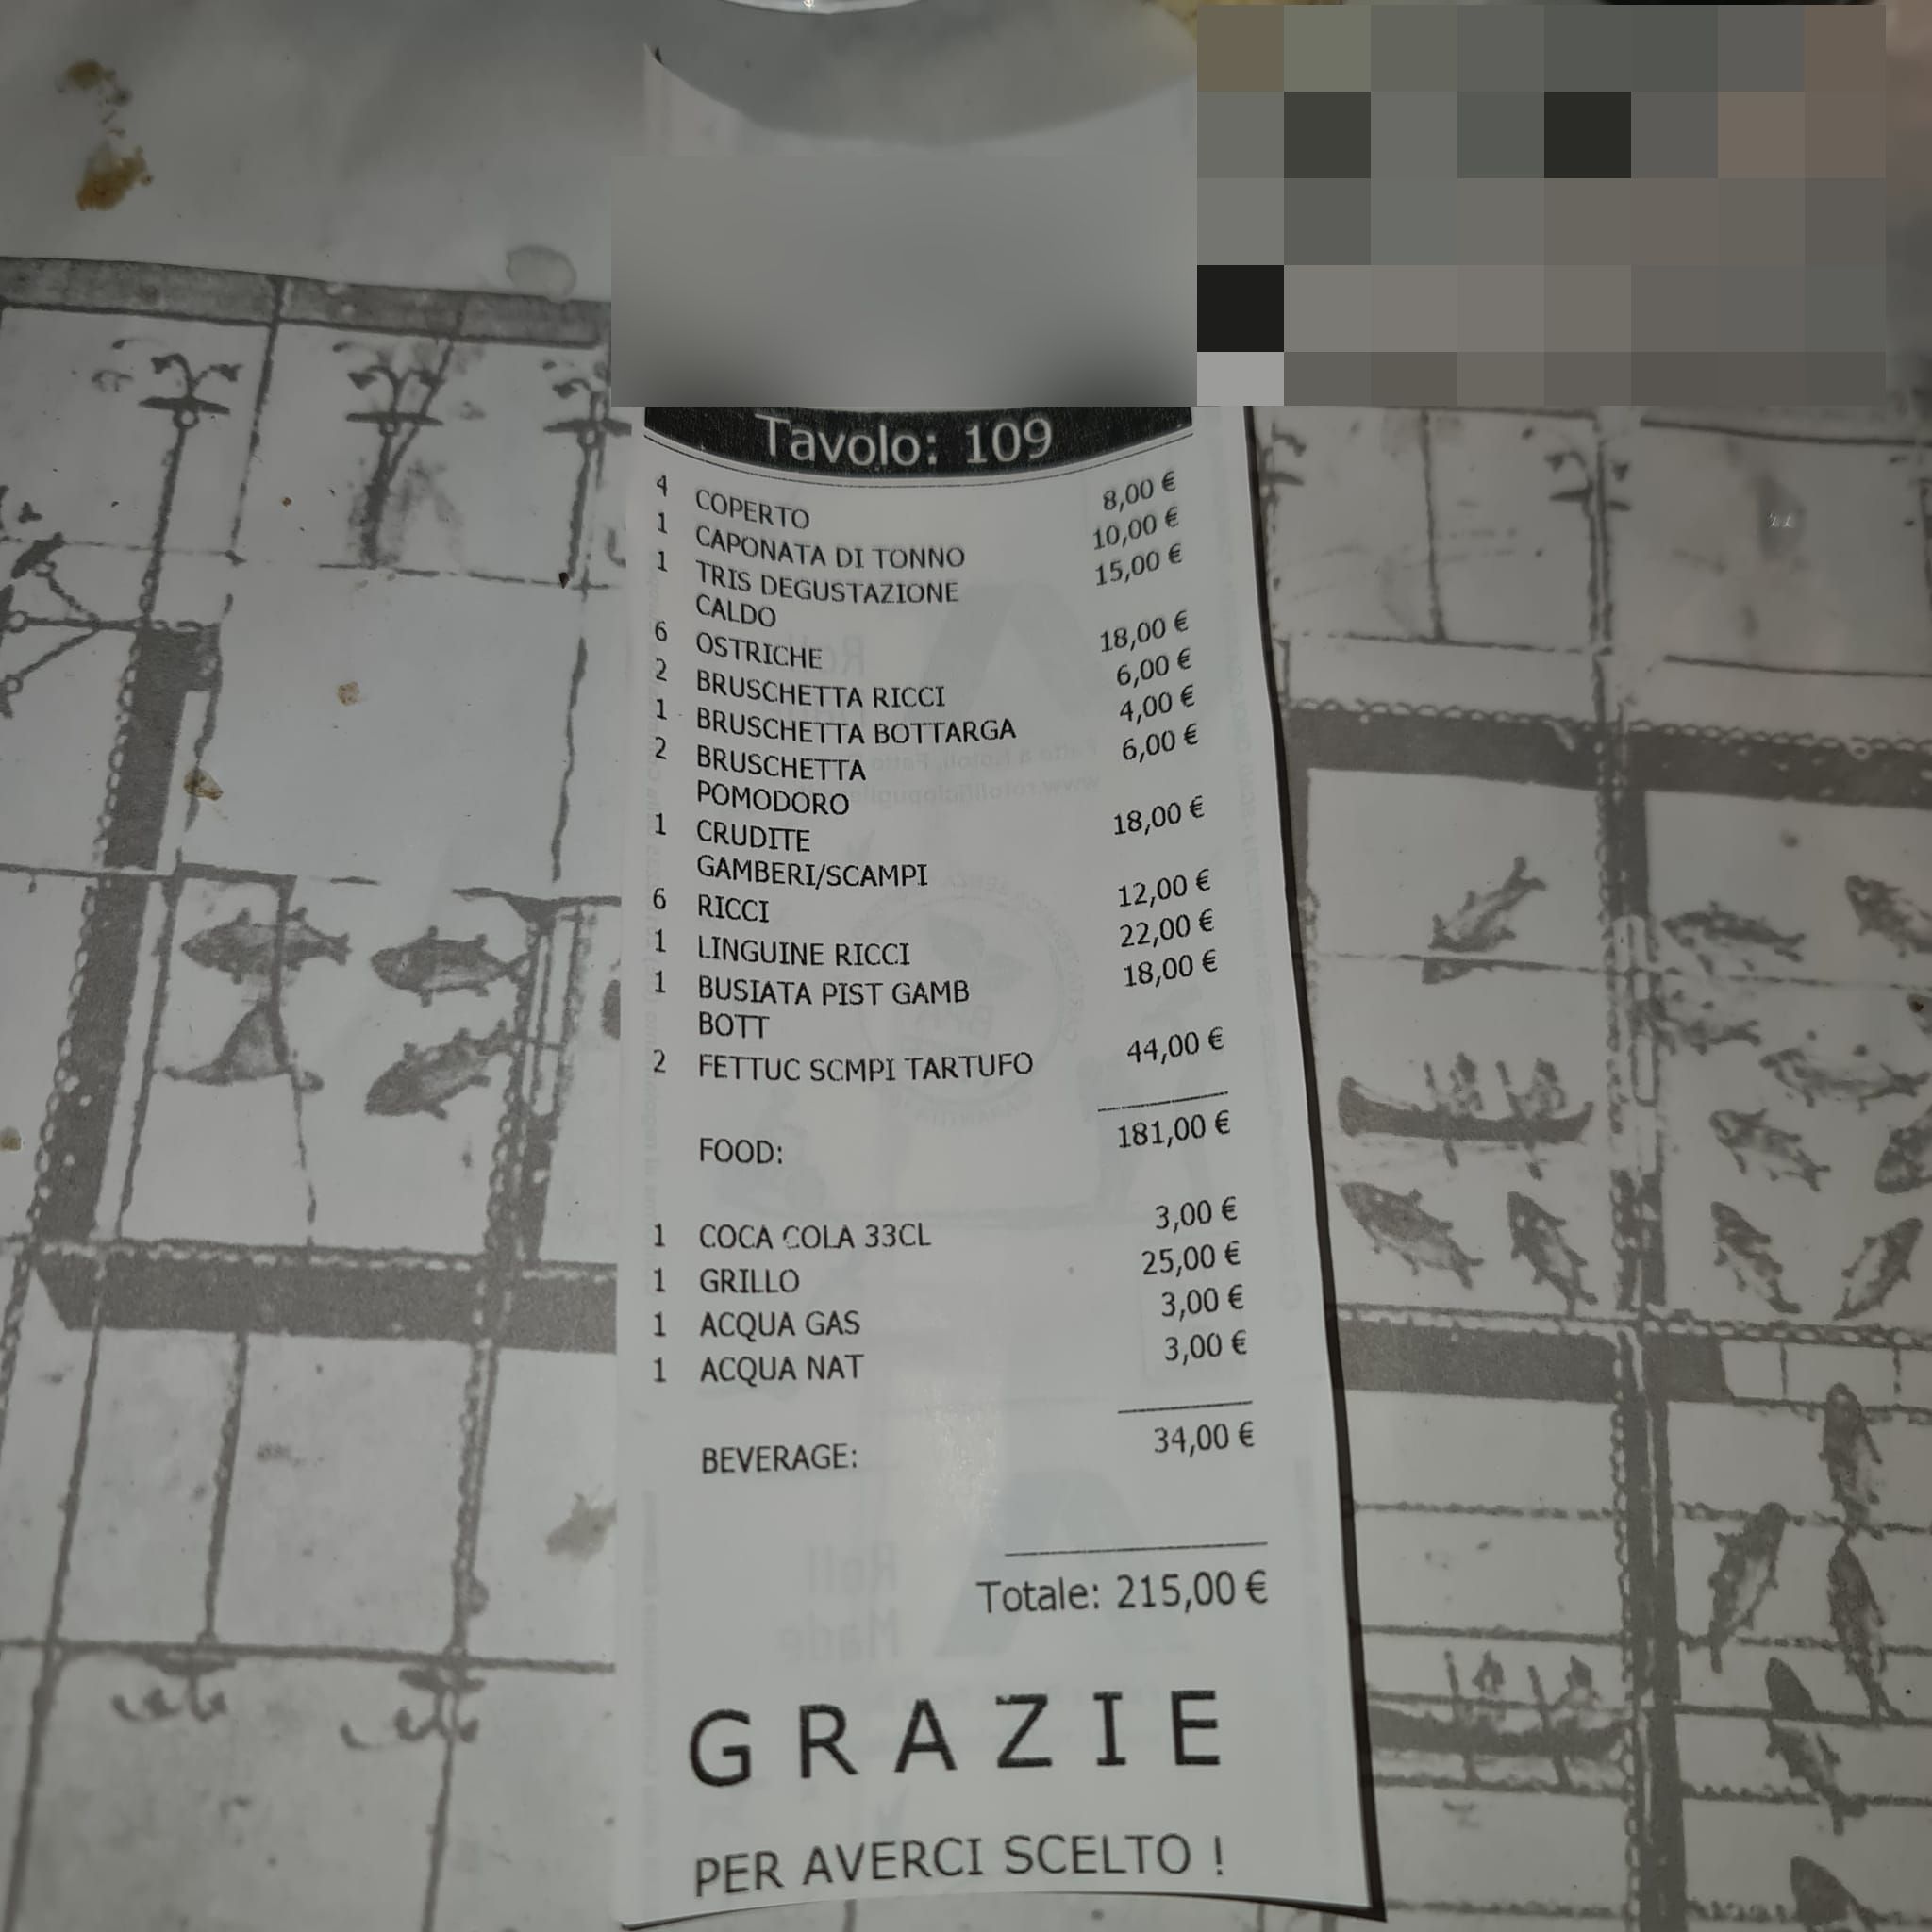 Tavolo: 109
4 COPERTO 8,00 €
1 CAPONATA DI TONNO 10,00 €
1 TRIS DEGUSTAZIONE 15,00 €
CALDO
6 OSTRICHE 18,00 €
2 BRUSCHETTA RICCI 6,00 €
1 BRUSCHETTA BOTTARGA 4,00 €
2 BRUSCHETTA 6,00 €
POMODORO
1 CRUDITE 18,00 €
GAMBERI/SCAMPI
6 RICCI 12,00 €
1 LINGUINE RICCI 22,00 €
1 BUSIATA PIST GAMB 18,00 €
BOTT
2 FETTUC SCMPI TARTUFO 44,00 €
FOOD: 181,00 €
1 COCA COLA 33CL 3,00 €
1 GRILLO 25,00 €
1 ACQUA GAS 3,00 €
1 ACQUA NAT 3,00 €
BEVERAGE: 34,00 €
Totale: 215,00 €
GRAZIE
PER AVERCI SCELTO !